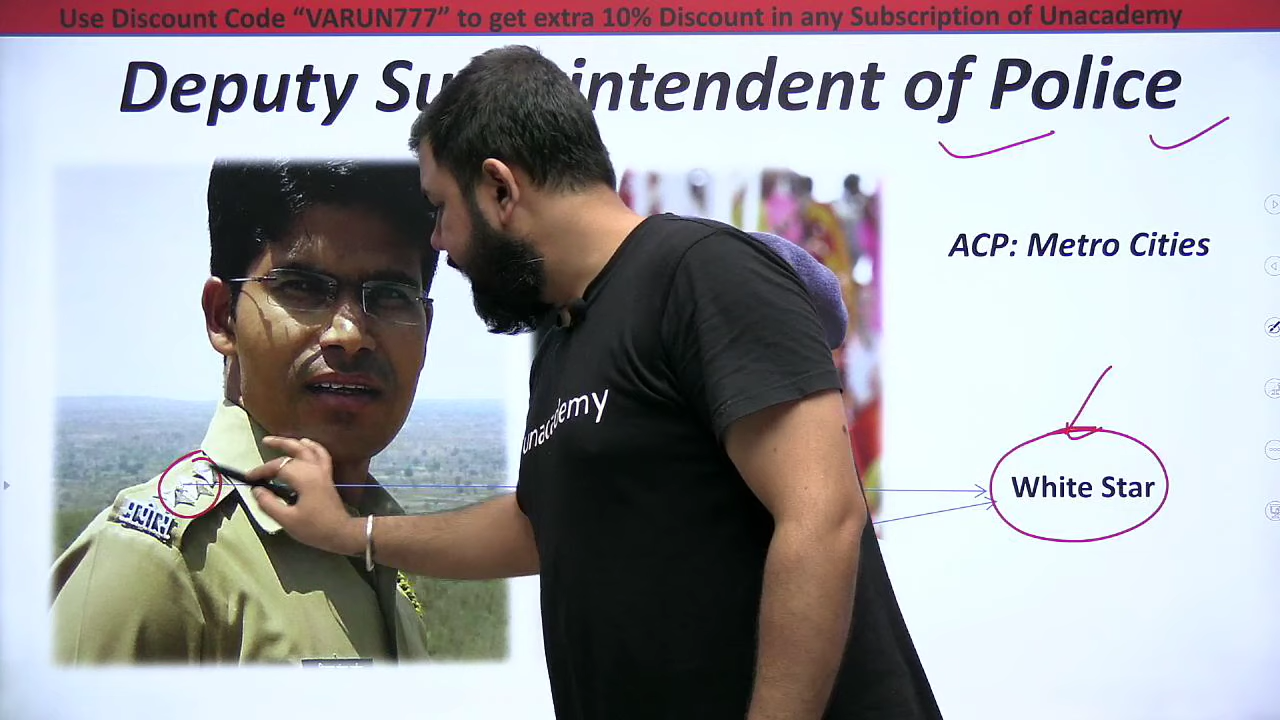 Use Discount Code “VARUN777” to get extra 10% Discount in any Subscription of Unacademy
Deputy Su intendent of Police
ACP: Metro Cities
unacademy
White Star